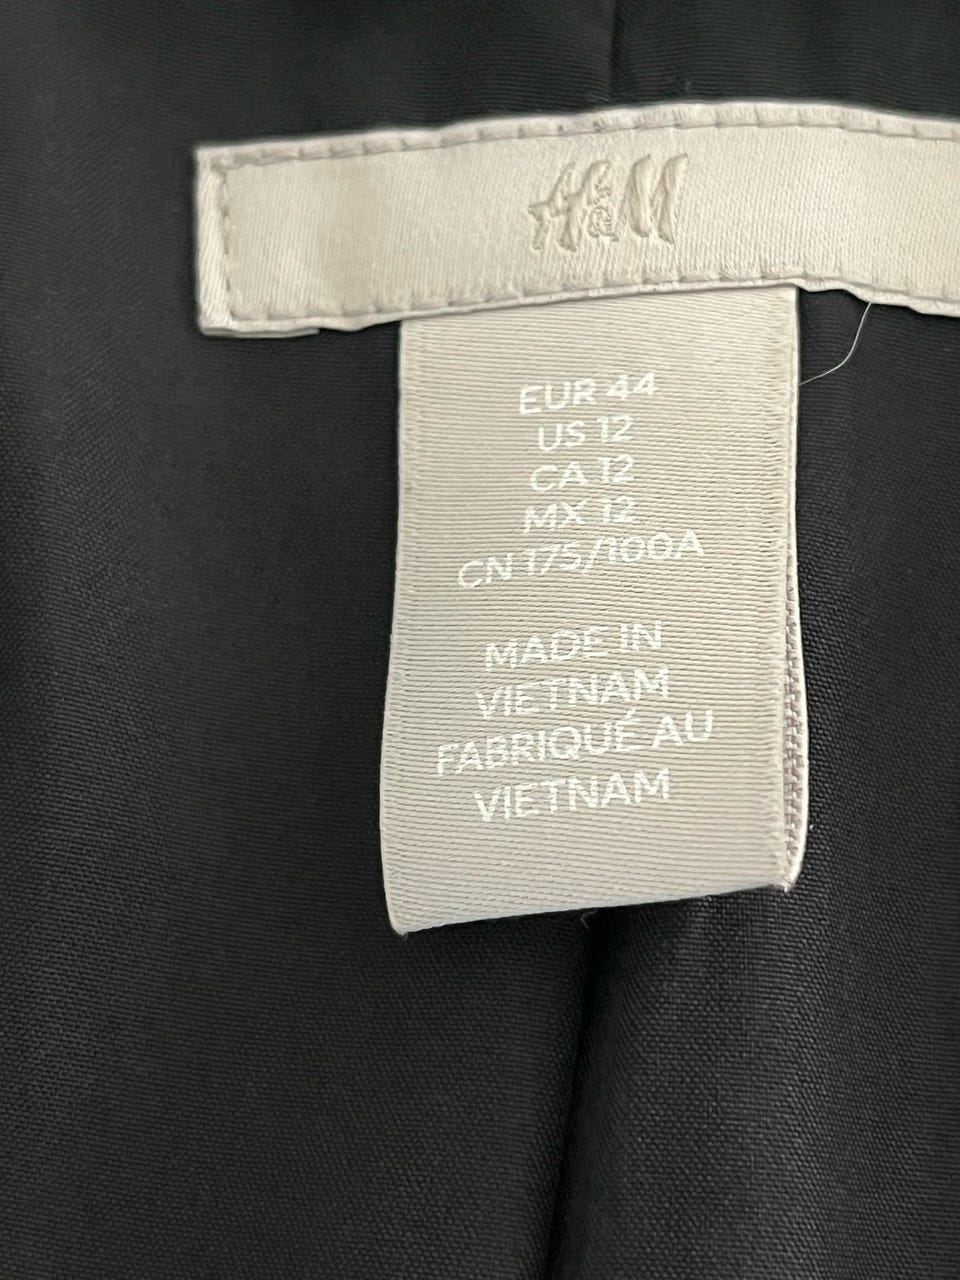 H&M
EUR 44
US 12
CA 12
MX 12
CN 175/100A
MADE IN
VIETNAM
FABRIQUÉ AU
VIETNAM